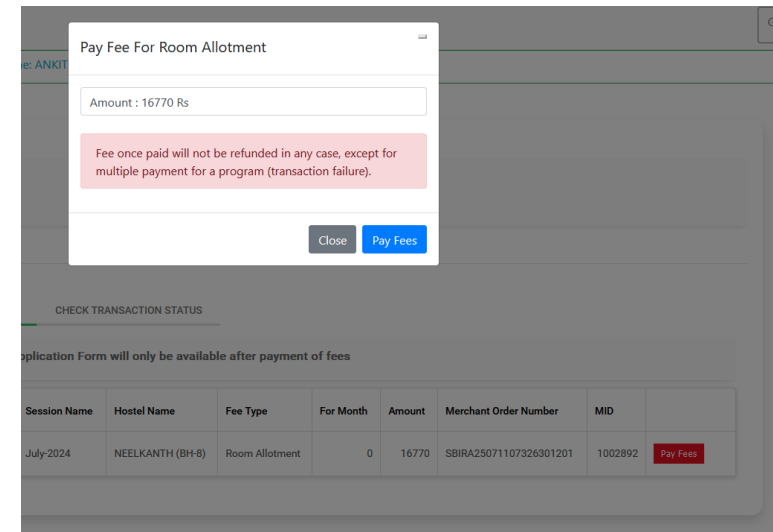 G
Pay Fee For Room Allotment
e: ANKIT
Amount : 16770 Rs
Fee once paid will not be refunded in any case, except for
multiple payment for a program (transaction failure).
Close Pay Fees
CHECK TRANSACTION STATUS
pplication Form will only be available after payment of fees
Session Name Hostel Name Fee Type For Month Amount Merchant Order Number MID
July-2024 NEELKANTH (BH-8) Room Allotment 0 16770 SBIRA25071107326301201 1002892 Pay Fees